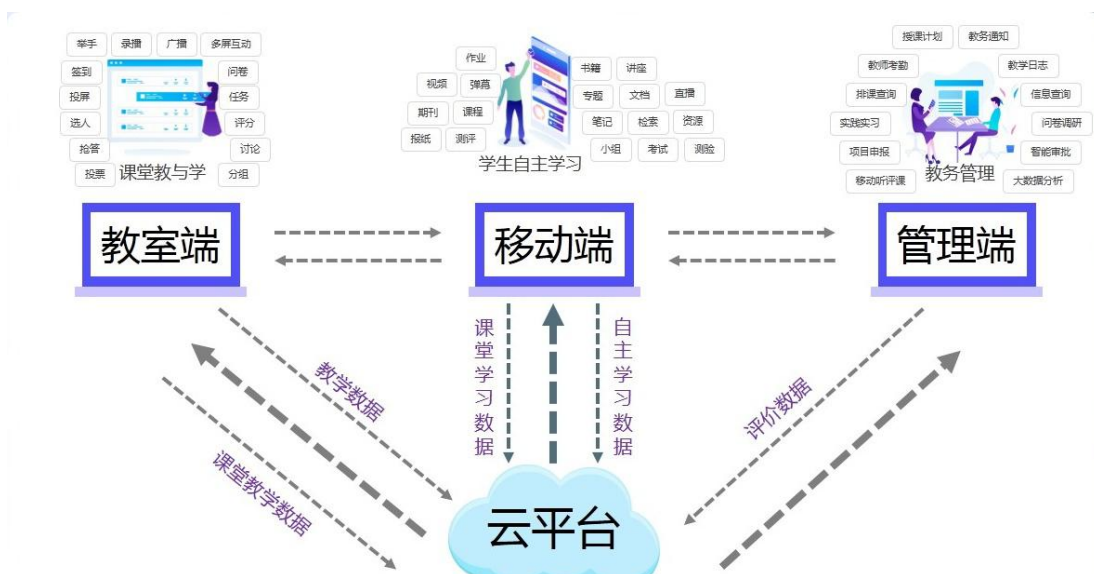 举手 录播 广播 多屏互动
签到 问卷
投屏 任务
选人 评分
抢答 讨论
投票 课堂教与学 分组
作业
视频 弹幕 书籍 讲座
专题 文档 直播
期刊 课程 笔记 检索 资源
报纸 测评 小组 考试 测验
学生自主学习
授课计划 教务通知
教师考勤 教学日志
排课查询 信息查询
实践实习 问卷调研
项目申报 智能审批
移动听评课 教务管理 大数据分析
教室端 移动端 管理端
教学数据
课堂教学数据
课堂学习数据
自主学习数据
评价数据
云平台